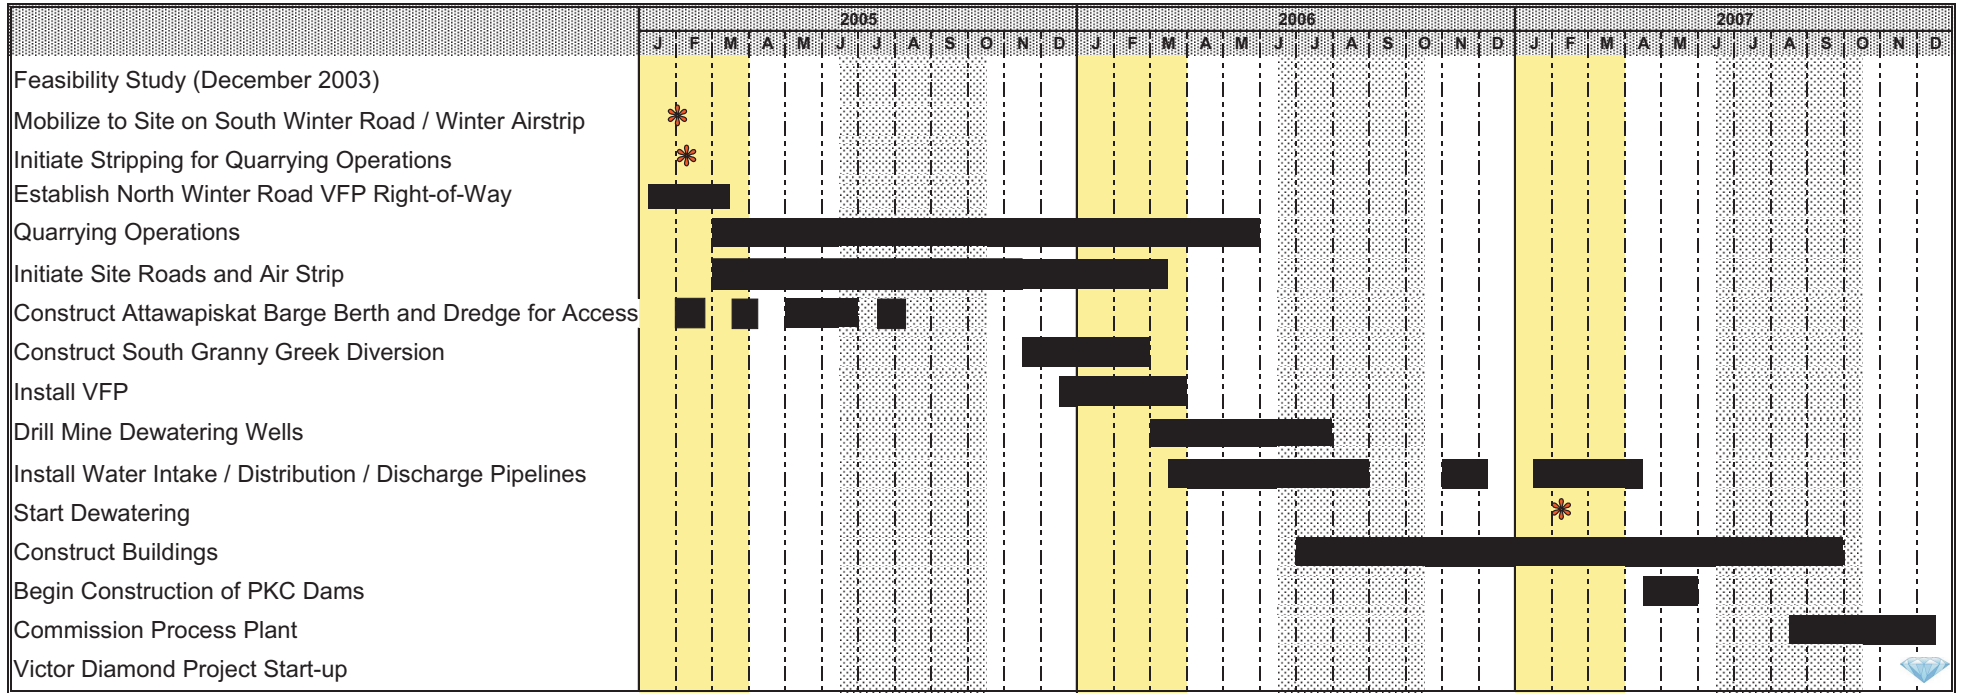 2005 2006 2007
J F M A M J J A S O N D J F M A M J J A S O N D J F M A M J J A S O N D
Feasibility Study (December 2003)
Mobilize to Site on South Winter Road / Winter Airstrip
Initiate Stripping for Quarrying Operations
Establish North Winter Road VFP Right-of-Way
Quarrying Operations
Initiate Site Roads and Air Strip
Construct Attawapiskat Barge Berth and Dredge for Access
Construct South Granny Greek Diversion
Install VFP
Drill Mine Dewatering Wells
Install Water Intake / Distribution / Discharge Pipelines
Start Dewatering
Construct Buildings
Begin Construction of PKC Dams
Commission Process Plant
Victor Diamond Project Start-up